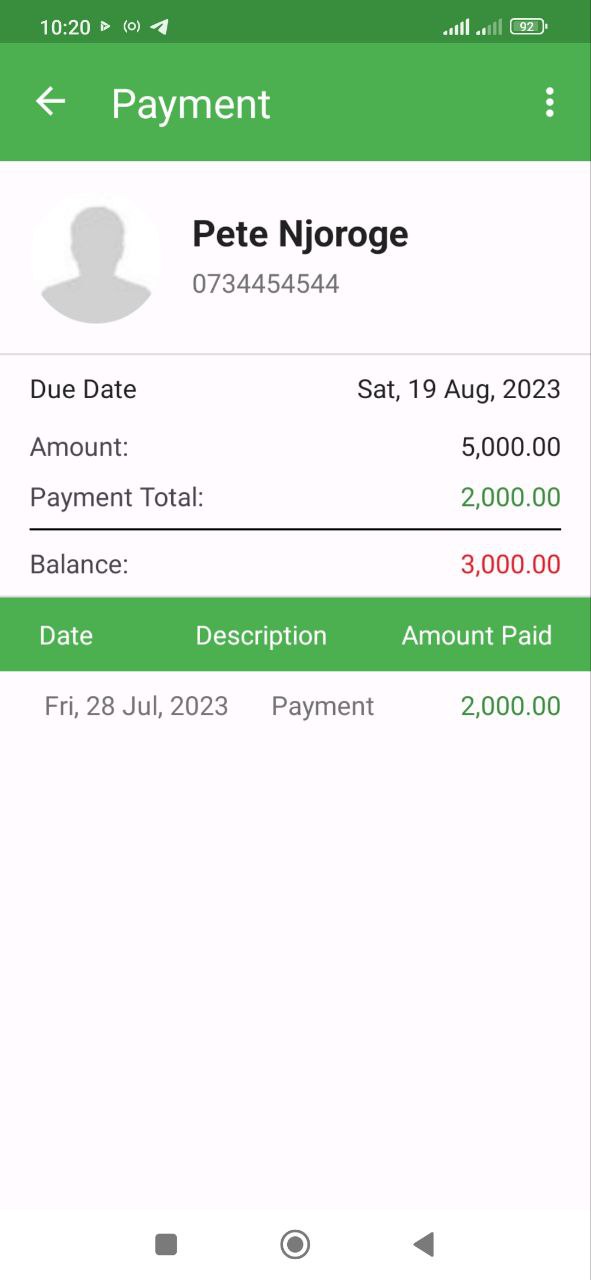 10:20 92
Payment
Pete Njoroge
0734454544
Due Date Sat, 19 Aug, 2023
Amount: 5,000.00
Payment Total: 2,000.00
Balance: 3,000.00
Date Description Amount Paid
Fri, 28 Jul, 2023 Payment 2,000.00